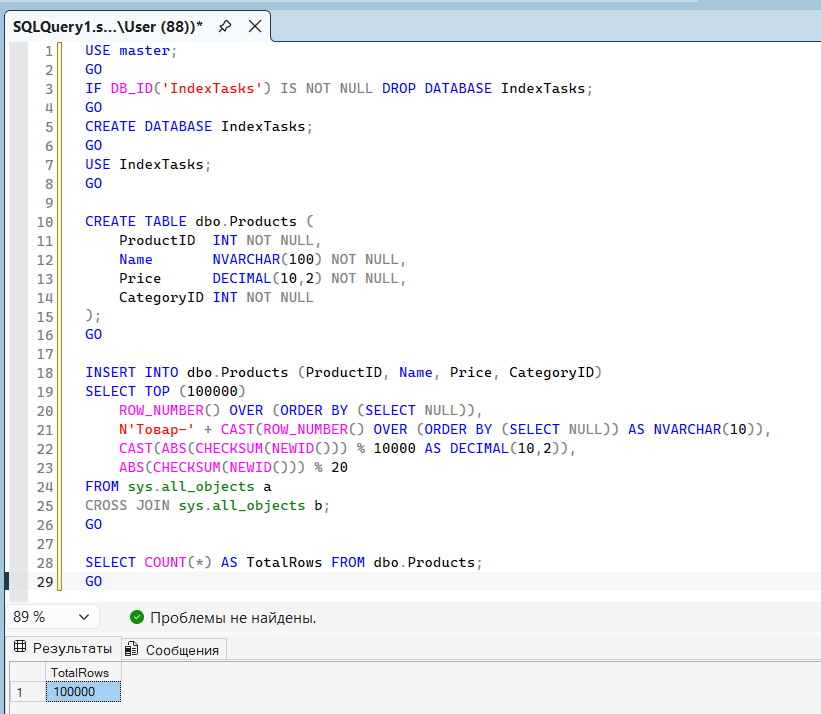 SQLQuery1.s...\User (88))*
1 USE master;
2 GO
3 IF DB_ID('IndexTasks') IS NOT NULL DROP DATABASE IndexTasks;
4 GO
5 CREATE DATABASE IndexTasks;
6 GO
7 USE IndexTasks;
8 GO
9
10 CREATE TABLE dbo.Products (
11     ProductID  INT NOT NULL,
12     Name       NVARCHAR(100) NOT NULL,
13     Price      DECIMAL(10,2) NOT NULL,
14     CategoryID INT NOT NULL
15 );
16 GO
17
18 INSERT INTO dbo.Products (ProductID, Name, Price, CategoryID)
19 SELECT TOP (100000)
20     ROW_NUMBER() OVER (ORDER BY (SELECT NULL)),
21     N'Товар-' + CAST(ROW_NUMBER() OVER (ORDER BY (SELECT NULL)) AS NVARCHAR(10)),
22     CAST(ABS(CHECKSUM(NEWID())) % 10000 AS DECIMAL(10,2)),
23     ABS(CHECKSUM(NEWID())) % 20
24 FROM sys.all_objects a
25 CROSS JOIN sys.all_objects b;
26 GO
27
28 SELECT COUNT(*) AS TotalRows FROM dbo.Products;
29 GO
89 % Проблемы не найдены.
Результаты Сообщения
TotalRows
1 100000